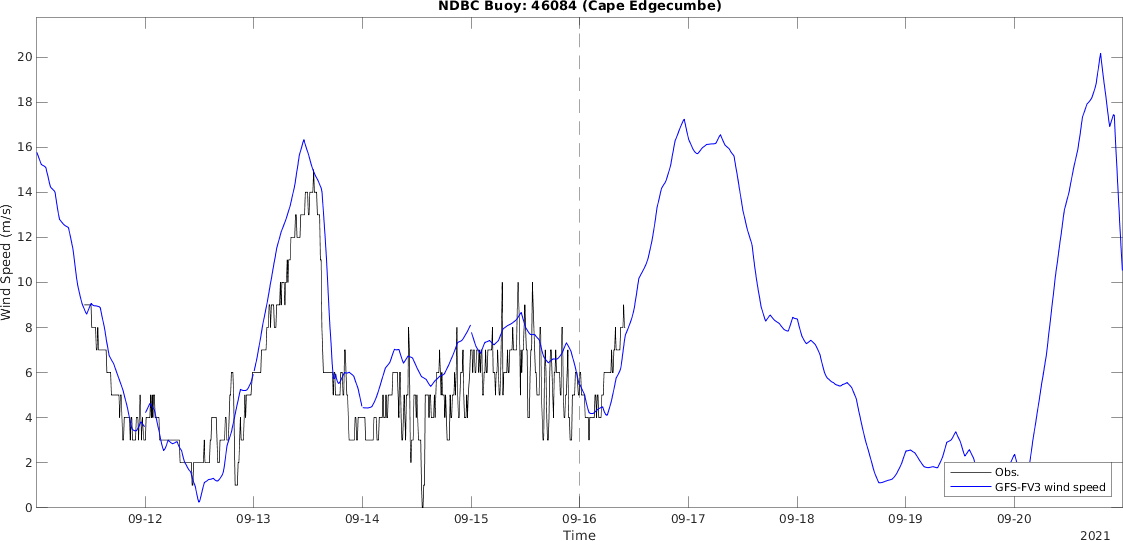 NDBC Buoy: 46084 (Cape Edgecumbe)
20
18
16
14
12
10
8
6
4
2
0
Wind Speed (m/s)
09-12 09-13 09-14 09-15 09-16 09-17 09-18 09-19 09-20
Time
2021
Obs.
GFS-FV3 wind speed